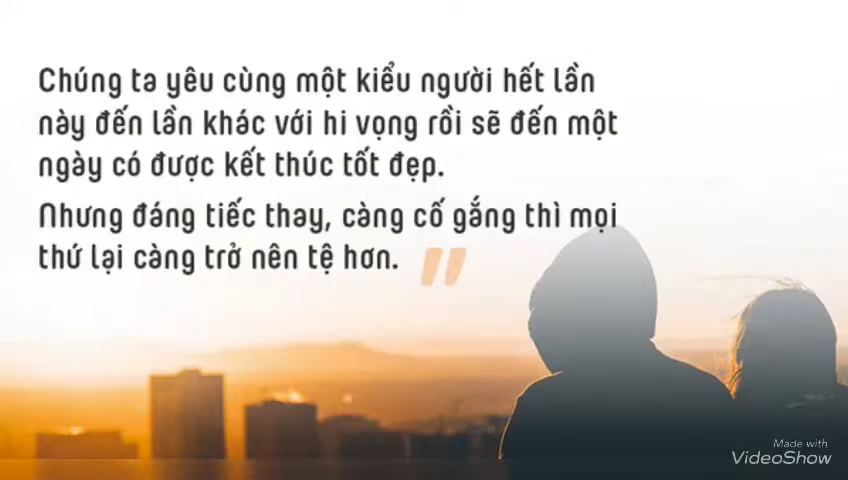 Chúng ta yêu cùng một kiểu người hết lần
này đến lần khác với hi vọng rồi sẽ đến một
ngày có được kết thúc tốt đẹp.
Nhưng đáng tiếc thay, càng cố gắng thì mọi
thứ lại càng trở nên tệ hơn. "
Made with
VideoShow